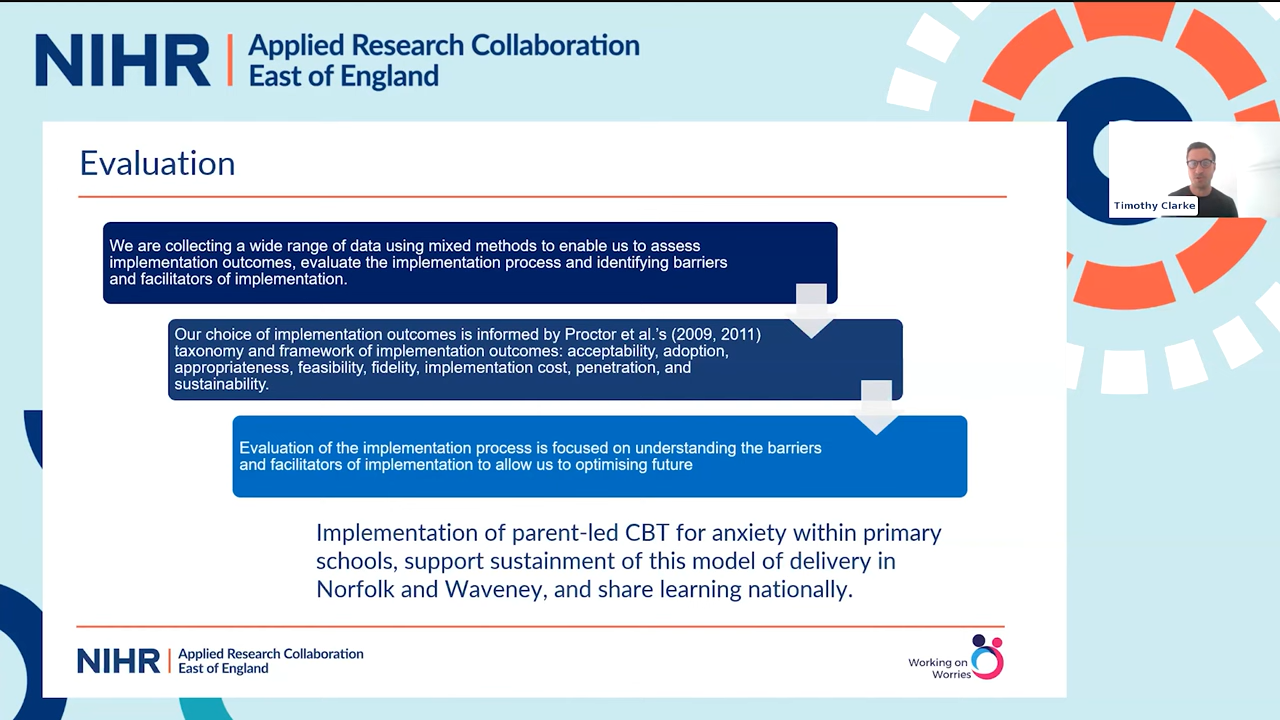 NIHR | Applied Research Collaboration
East of England
Timothy Clarke
Evaluation
We are collecting a wide range of data using mixed methods to enable us to assess
implementation outcomes, evaluate the implementation process and identifying barriers
and facilitators of implementation.
Our choice of implementation outcomes is informed by Proctor et al.'s (2009, 2011)
taxonomy and framework of implementation outcomes: acceptability, adoption,
appropriateness, feasibility, fidelity, implementation cost, penetration, and
sustainability.
Evaluation of the implementation process is focused on understanding the barriers
and facilitators of implementation to allow us to optimising future
Implementation of parent-led CBT for anxiety within primary
schools, support sustainment of this model of delivery in
Norfolk and Waveney, and share learning nationally.
NIHR | Applied Research Collaboration
East of England
Working on
Worries